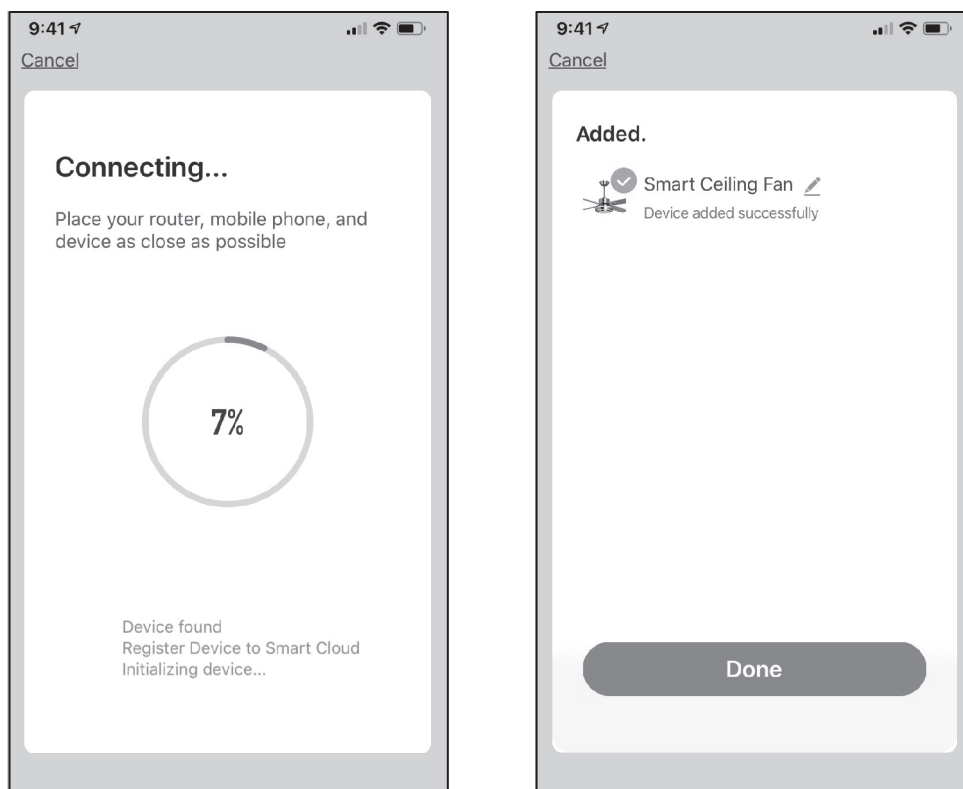 9:41
Cancel
Connecting...
Place your router, mobile phone, and
device as close as possible
7%
Device found
Register Device to Smart Cloud
Initializing device...
9:41
Cancel
Added.
Smart Ceiling Fan
Device added successfully
Done